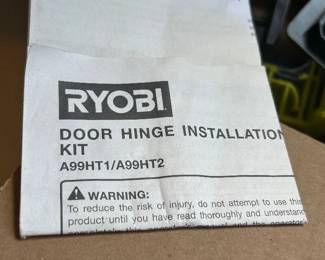 RYOBI
DOOR HINGE INSTALLATION
KIT
A99HT1/A99HT2
WARNING:
To reduce the risk of injury, do not attempt to use this
product until you have read thoroughly and understand